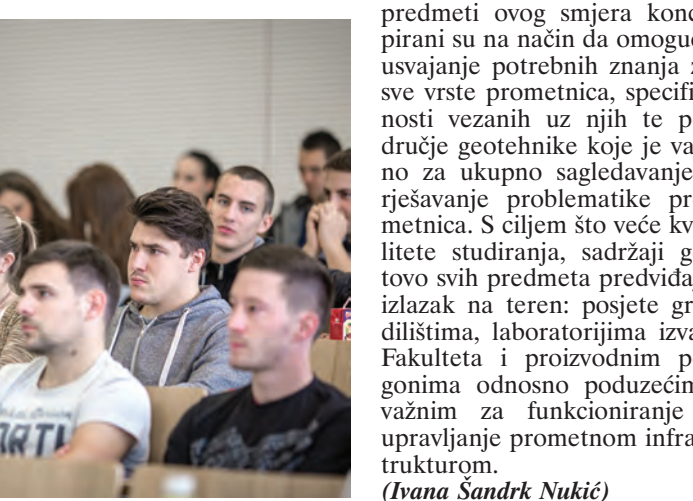 predmeti ovog smjera konc
pirani su na način da omoguć
usvajanje potrebnih znanja z
sve vrste prometnica, specifi
nosti vezanih uz njih te p
dručje geotehnike koje je va
no za ukupno sagledavanje
rješavanje problematike pr
metnica. S ciljem što veće kv
litete studiranja, sadržaji g
tovo svih predmeta predviđaj
izlazak na teren: posjete gr
dilištima, laboratorijima izva
Fakulteta i proizvodnim p
gonima odnosno poduzećin
važnim za funkcioniranje
upravljanje prometnom infra
trukturom.
(Ivana Šandrk Nukić)